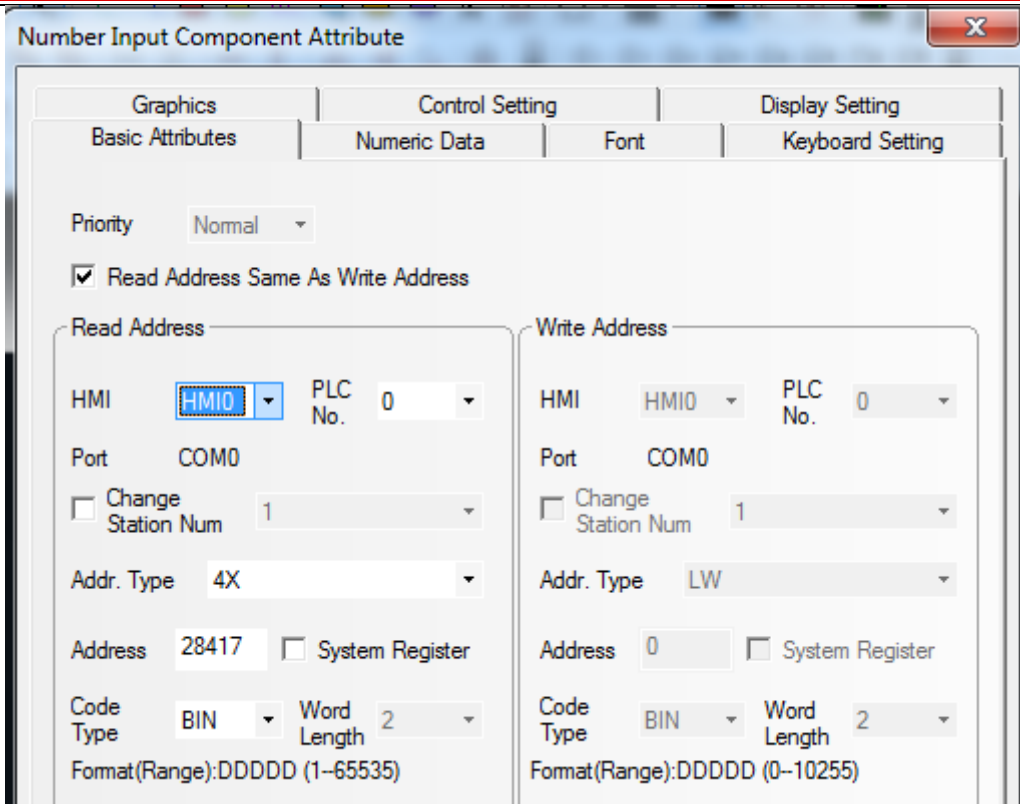 Number Input Component Attribute
Graphics Control Setting Display Setting
Basic Attributes Numeric Data Font Keyboard Setting
Priority Normal
Read Address Same As Write Address
Read Address
HMI HMI0 PLC No. 0
Port COM0
Change Station Num 1
Addr. Type 4X
Address 28417 System Register
Code Type BIN Word Length 2
Format(Range):DDDDD (1--65535)
Write Address
HMI HMI0 PLC No. 0
Port COM0
Change Station Num 1
Addr. Type LW
Address 0 System Register
Code Type BIN Word Length 2
Format(Range):DDDDD (0--10255)